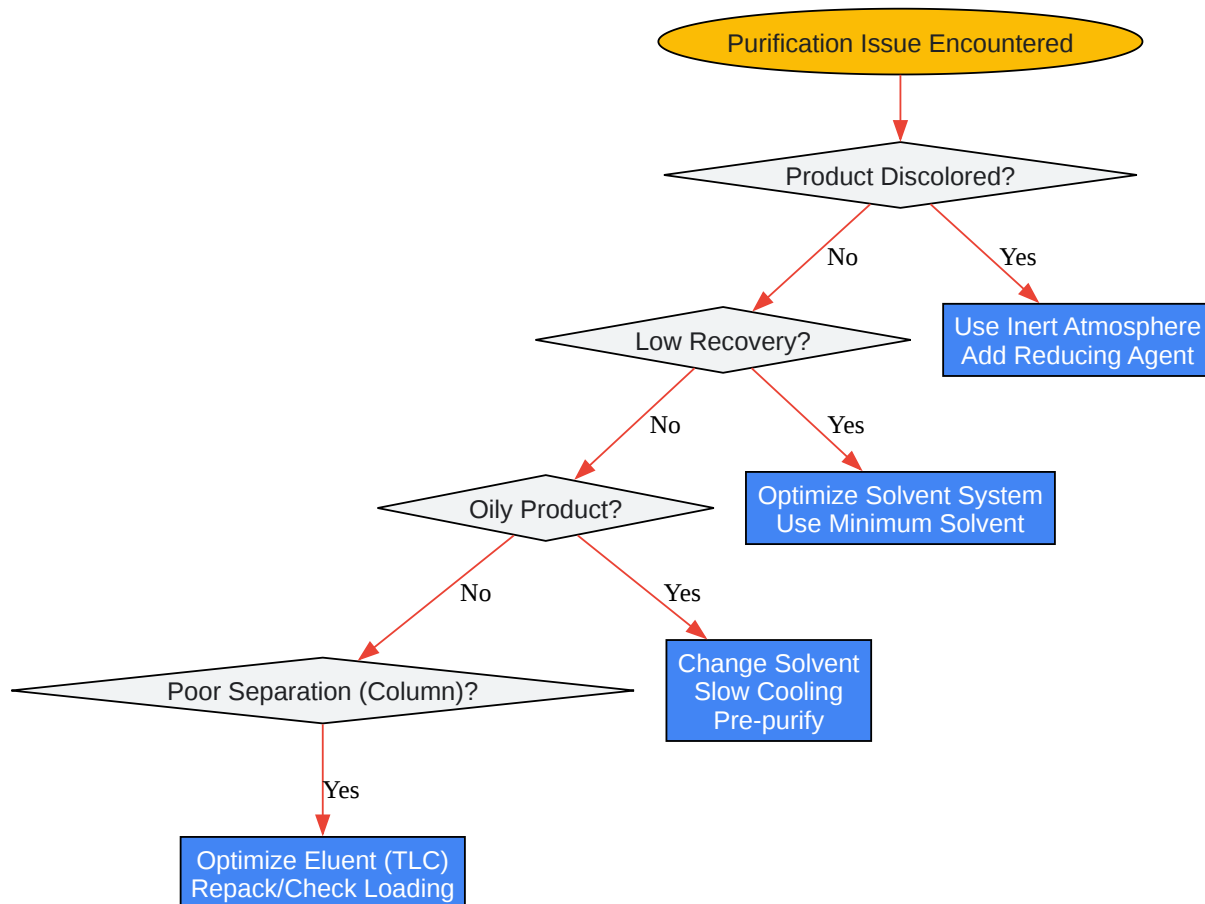 Purification Issue Encountered
Product Discolored?
No
Yes
Low Recovery?
Use Inert Atmosphere
Add Reducing Agent
No
Yes
Oily Product?
Optimize Solvent System
Use Minimum Solvent
No
Yes
Poor Separation (Column)?
Change Solvent
Slow Cooling
Pre-purify
Yes
Optimize Eluent (TLC)
Repack/Check Loading